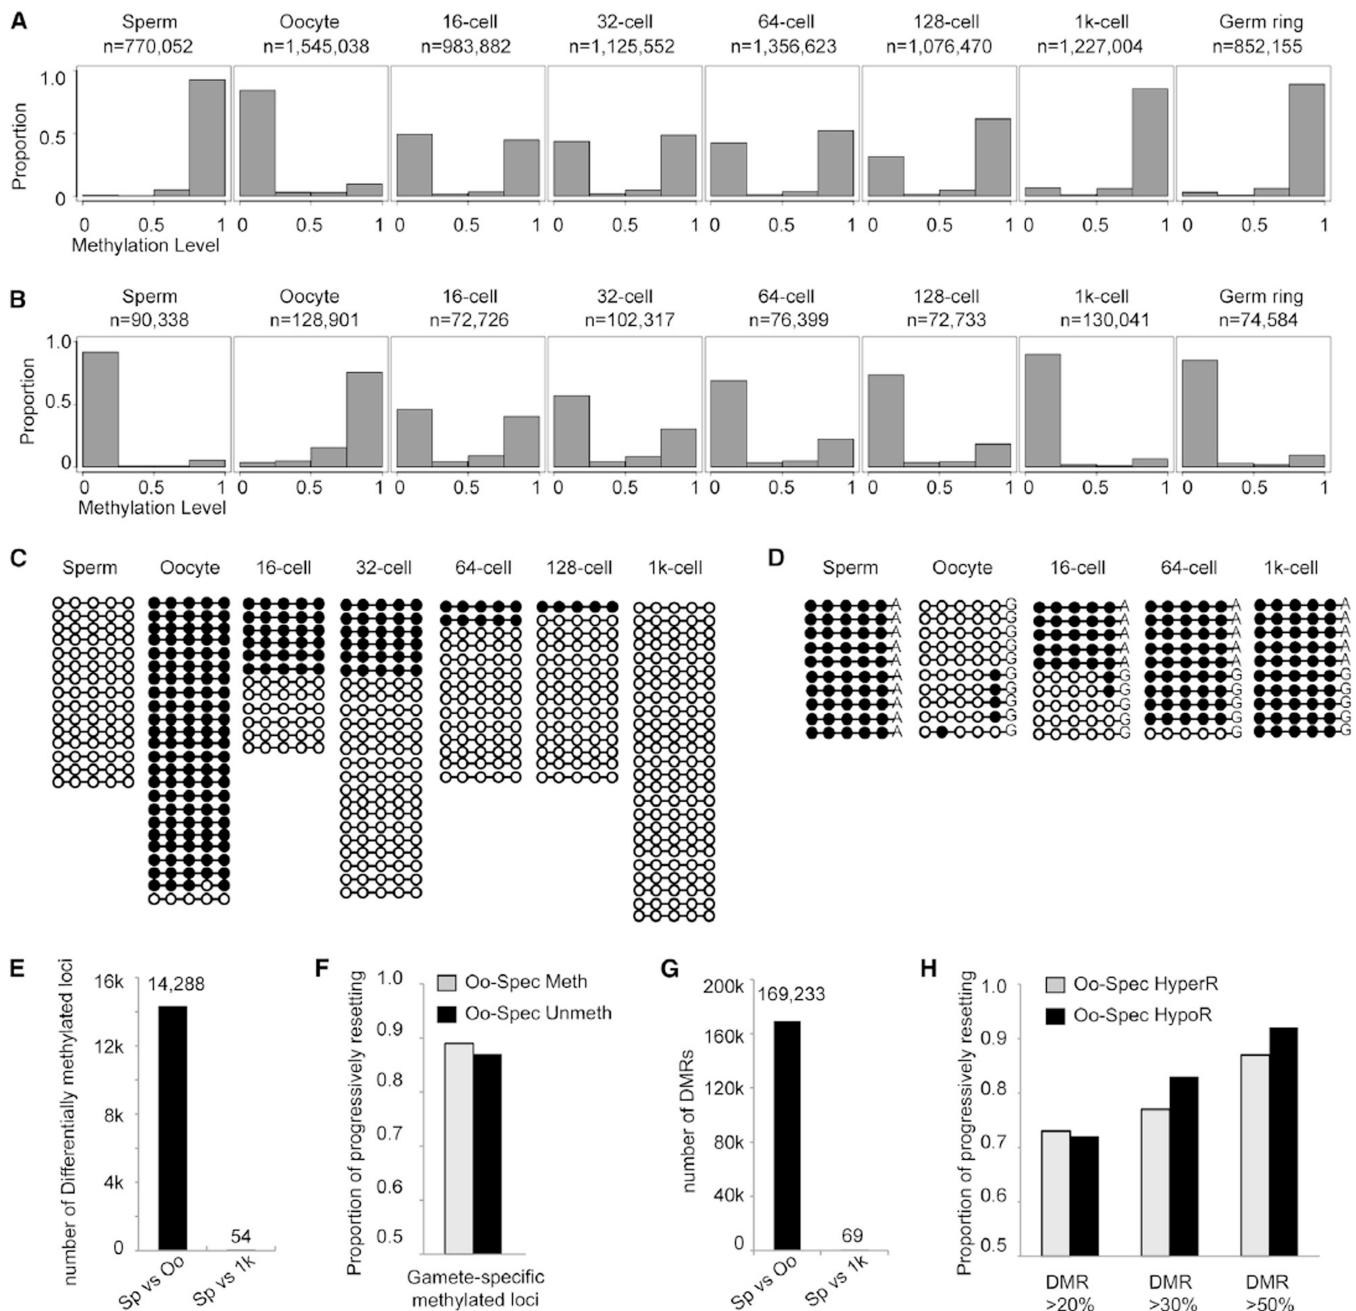 A
Sperm Oocyte 16-cell 32-cell 64-cell 128-cell 1k-cell Germ ring
n=770,052 n=1,545,038 n=983,882 n=1,125,552 n=1,356,623 n=1,076,470 n=1,227,004 n=852,155
Proportion
1.0
0.5
0
0 0.5 1 0 0.5 1 0 0.5 1 0 0.5 1 0 0.5 1 0 0.5 1 0 0.5 1 0 0.5 1
Methylation Level
B
Sperm Oocyte 16-cell 32-cell 64-cell 128-cell 1k-cell Germ ring
n=90,338 n=128,901 n=72,726 n=102,317 n=76,399 n=72,733 n=130,041 n=74,584
Proportion
1.0
0.5
0
0 0.5 1 0 0.5 1 0 0.5 1 0 0.5 1 0 0.5 1 0 0.5 1 0 0.5 1 0 0.5 1
Methylation Level
C
Sperm Oocyte 16-cell 32-cell 64-cell 128-cell 1k-cell
D
Sperm Oocyte 16-cell 64-cell 1k-cell
A G A A A
A G A A A
A G A A A
A G A A A
A G A A A
A G G G G
A G G G G
A G G G G
A G G G G
A G G G G
E
number of Differentially methylated loci
16k
12k
8k
4k
0
14,288
54
Sp vs Oo
Sp vs 1k
F
Proportion of progressively resetting
1.0
0.9
0.8
0.7
0.6
0.5
Oo-Spec Meth
Oo-Spec Unmeth
Gamete-specific
methylated loci
G
number of DMRs
200k
160k
120k
80k
40k
0
169,233
69
Sp vs Oo
Sp vs 1k
H
Proportion of progressively resetting
1.0
0.9
0.8
0.7
0.6
0.5
Oo-Spec HyperR
Oo-Spec HypoR
DMR DMR DMR
>20% >30% >50%